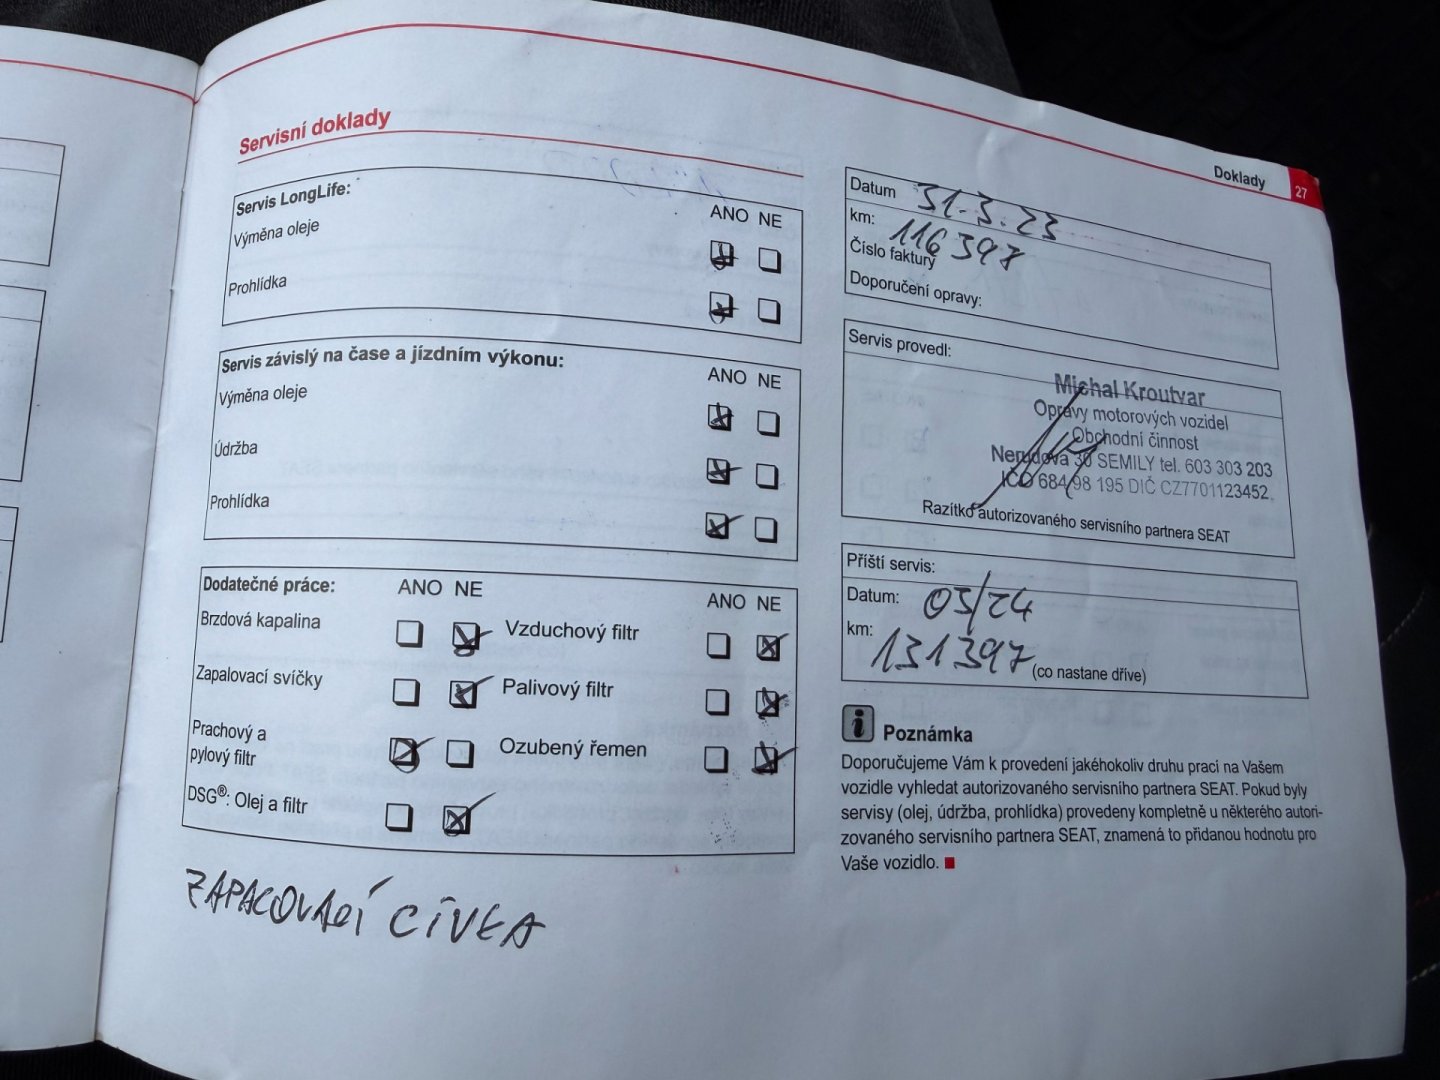 Doklady 27
Servisní doklady
Servis LongLife:
ANO NE
Výměna oleje
Prohlídka
Servis závislý na čase a jízdním výkonu:
ANO NE
Výměna oleje
Údržba
Prohlídka
Dodatečné práce: ANO NE ANO NE
Brzdová kapalina Vzduchový filtr
Zapalovací svíčky Palivový filtr
Prachový a
pylový filtr Ozubený řemen
DSG®: Olej a filtr
ZAPALOVACÍ CÍVKA
Datum 31.3.23
km: 116 397
Číslo faktury
Doporučení opravy:
Servis provedl:
Michal Kroutvar
Opravy motorových vozidel
Obchodní činnost
Nerudova 30 SEMILY tel. 603 303 203
IČO 684 98 195 DIČ CZ7701123452
Razítko autorizovaného servisního partnera SEAT
Příští servis:
Datum: 03/24
km: 131397 (co nastane dříve)
Poznámka
Doporučujeme Vám k provedení jakéhokoliv druhu prací na Vašem
vozidle vyhledat autorizovaného servisního partnera SEAT. Pokud byly
servisy (olej, údržba, prohlídka) provedeny kompletně u některého autori-
zovaného servisního partnera SEAT, znamená to přidanou hodnotu pro
Vaše vozidlo.